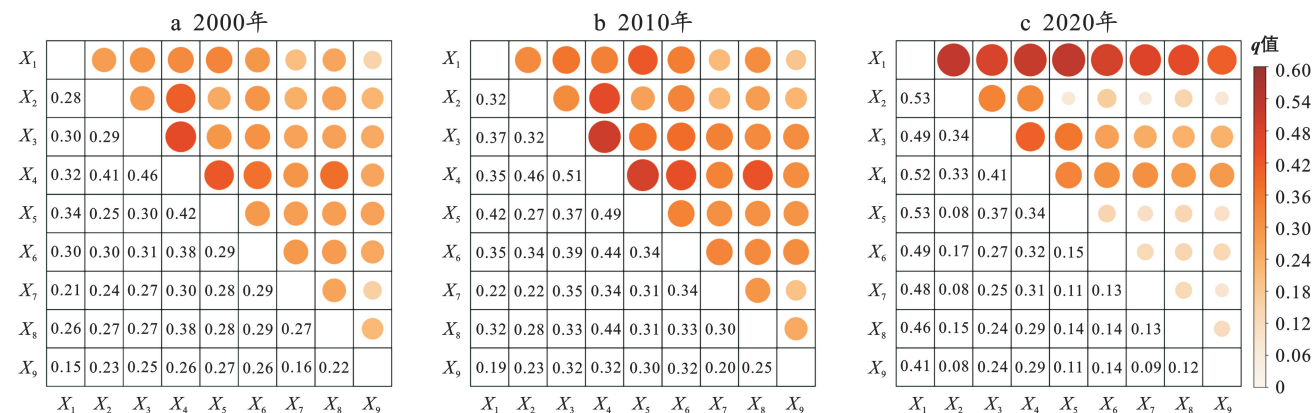 a 2000年
X₁
X₂ 0.28
X₃ 0.30 0.29
X₄ 0.32 0.41 0.46
X₅ 0.34 0.25 0.30 0.42
X₆ 0.30 0.30 0.31 0.38 0.29
X₇ 0.21 0.24 0.27 0.30 0.28 0.29
X₈ 0.26 0.27 0.27 0.38 0.28 0.29 0.27
X₉ 0.15 0.23 0.25 0.26 0.27 0.26 0.16 0.22
X₁ X₂ X₃ X₄ X₅ X₆ X₇ X₈ X₉
b 2010年
X₁
X₂ 0.32
X₃ 0.37 0.32
X₄ 0.35 0.46 0.51
X₅ 0.42 0.27 0.37 0.49
X₆ 0.35 0.34 0.39 0.44 0.34
X₇ 0.22 0.22 0.35 0.34 0.31 0.34
X₈ 0.32 0.28 0.33 0.44 0.31 0.33 0.30
X₉ 0.19 0.23 0.32 0.32 0.30 0.32 0.20 0.25
X₁ X₂ X₃ X₄ X₅ X₆ X₇ X₈ X₉
c 2020年
X₁
X₂ 0.53
X₃ 0.49 0.34
X₄ 0.52 0.33 0.41
X₅ 0.53 0.08 0.37 0.34
X₆ 0.49 0.17 0.27 0.32 0.15
X₇ 0.48 0.08 0.25 0.31 0.11 0.13
X₈ 0.46 0.15 0.24 0.29 0.14 0.14 0.13
X₉ 0.41 0.08 0.24 0.29 0.11 0.14 0.09 0.12
X₁ X₂ X₃ X₄ X₅ X₆ X₇ X₈ X₉
q值
0.60
0.54
0.48
0.42
0.36
0.30
0.24
0.18
0.12
0.06
0